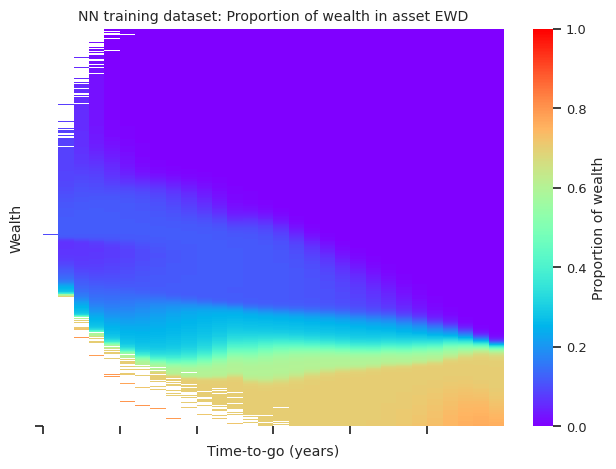 NN training dataset: Proportion of wealth in asset EWD
Wealth
Time-to-go (years)
1.0
0.8
0.6
0.4
0.2
0.0
Proportion of wealth